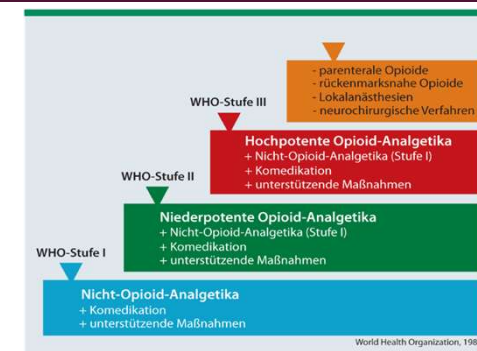 - parenterale Opioide
- rückenmarksnahe Opioide
- Lokalanästhesien
- neurochirurgische Verfahren
WHO-Stufe III
Hochpotente Opioid-Analgetika
+ Nicht-Opioid-Analgetika (Stufe I)
+ Komedikation
+ unterstützende Maßnahmen
WHO-Stufe II
Niederpotente Opioid-Analgetika
+ Nicht-Opioid-Analgetika (Stufe I)
+ Komedikation
+ unterstützende Maßnahmen
WHO-Stufe I
Nicht-Opioid-Analgetika
+ Komedikation
+ unterstützende Maßnahmen
World Health Organization, 198